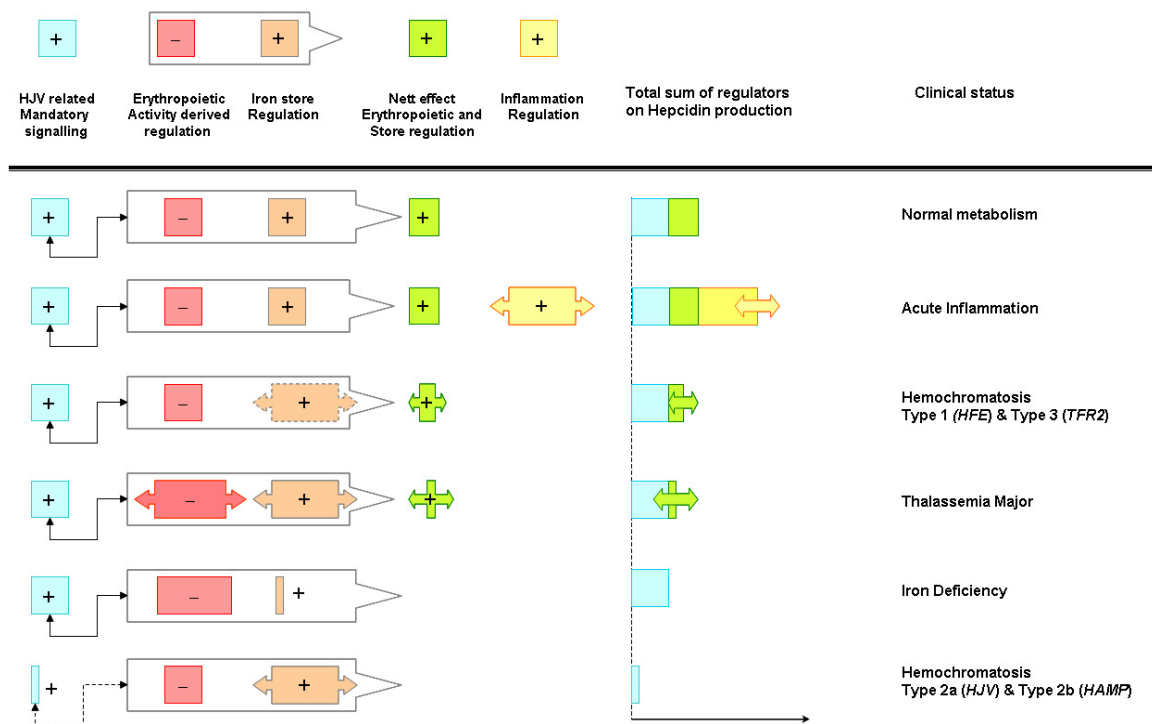 +
−
+
+
+
HJV related
Mandatory
signalling
Erythropoietic
Activity derived
regulation
Iron store
Regulation
Nett effect
Erythropoietic and
Store regulation
Inflammation
Regulation
Total sum of regulators
on Hepcidin production
Clinical status
+
−
+
+
Normal metabolism
+
−
+
+
+
Acute Inflammation
+
−
+
+
Hemochromatosis
Type 1 (HFE) & Type 3 (TFR2)
+
−
+
+
Thalassemia Major
+
−
+
Iron Deficiency
+
−
+
Hemochromatosis
Type 2a (HJV) & Type 2b (HAMP)